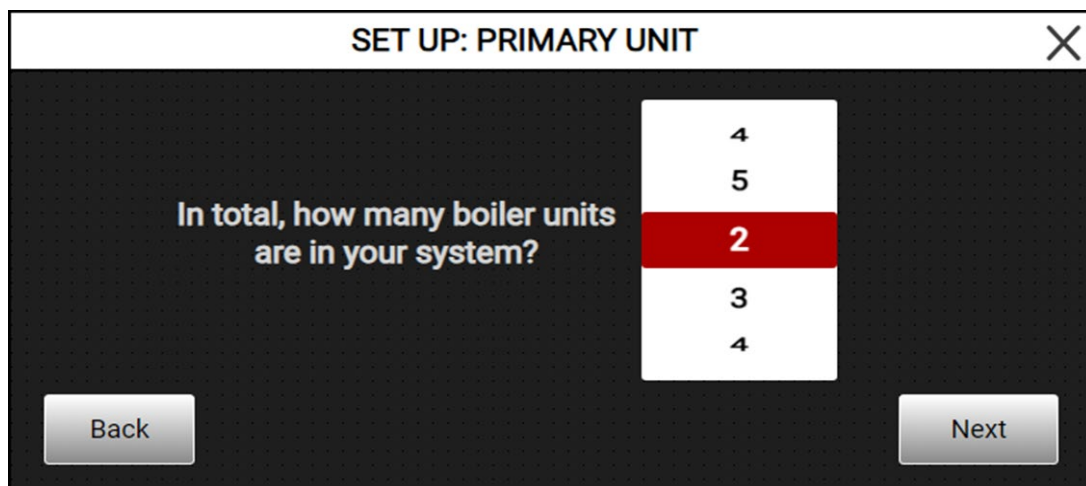 SET UP: PRIMARY UNIT
In total, how many boiler units
are in your system?
4
5
2
3
4
Back
Next